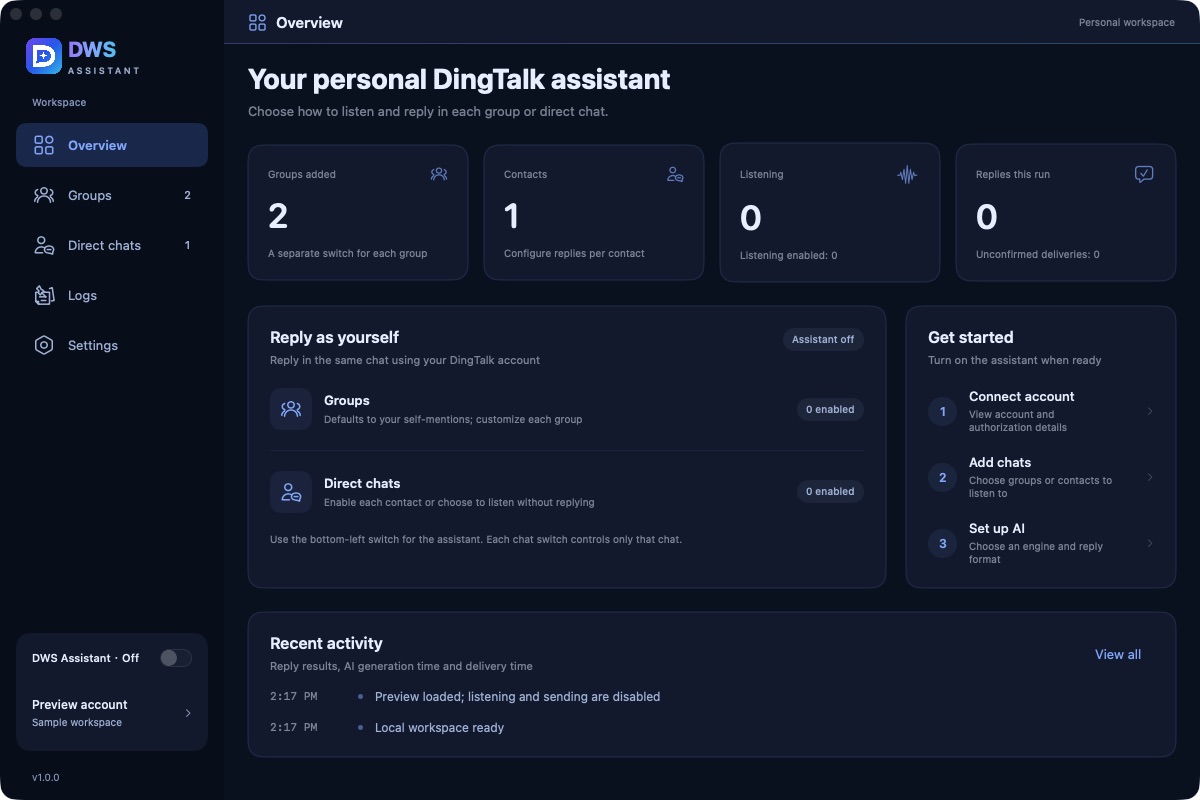 DWS
ASSISTANT
Workspace
Overview
Groups 2
Direct chats 1
Logs
Settings
DWS Assistant · Off
Preview account
Sample workspace
v1.0.0
Overview
Personal workspace
Your personal DingTalk assistant
Choose how to listen and reply in each group or direct chat.
Groups added
2
A separate switch for each group
Contacts
1
Configure replies per contact
Listening
0
Listening enabled: 0
Replies this run
0
Unconfirmed deliveries: 0
Reply as yourself
Assistant off
Reply in the same chat using your DingTalk account
Groups
Defaults to your self-mentions; customize each group
0 enabled
Direct chats
Enable each contact or choose to listen without replying
0 enabled
Use the bottom-left switch for the assistant. Each chat switch controls only that chat.
Get started
Turn on the assistant when ready
1
Connect account
View account and
authorization details
2
Add chats
Choose groups or contacts to
listen to
3
Set up AI
Choose an engine and reply
format
Recent activity
Reply results, AI generation time and delivery time
View all
2:17 PM Preview loaded; listening and sending are disabled
2:17 PM Local workspace ready